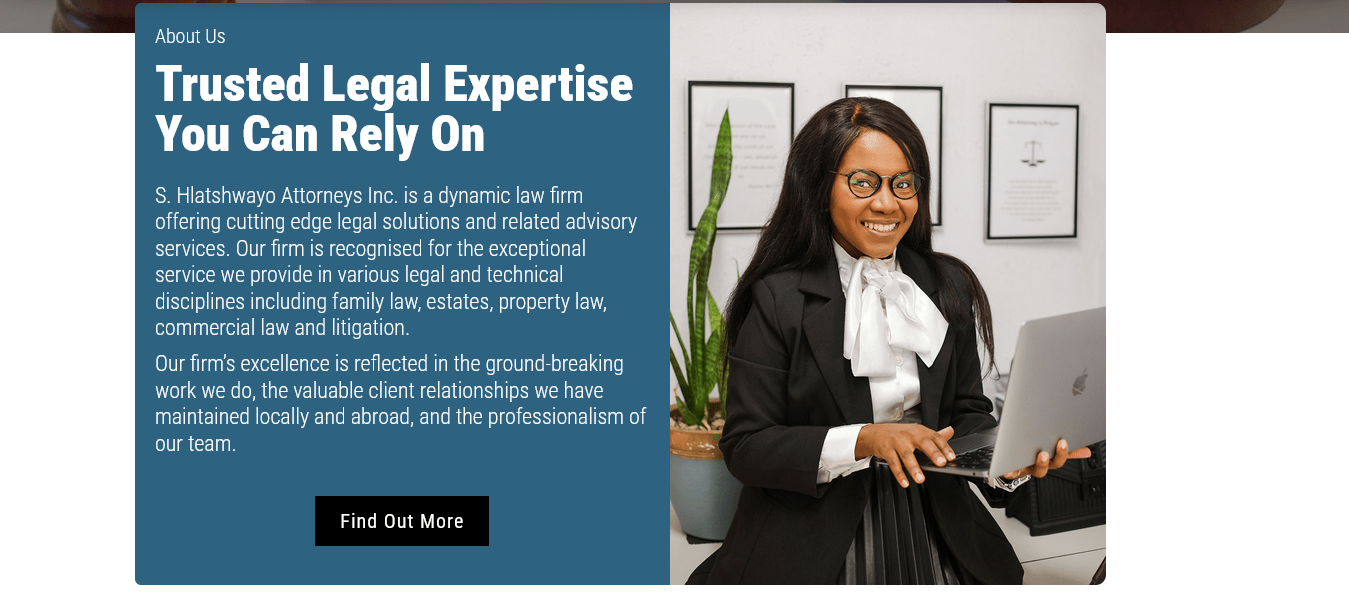 About Us
Trusted Legal Expertise
You Can Rely On
S. Hlatshwayo Attorneys Inc. is a dynamic law firm
offering cutting edge legal solutions and related advisory
services. Our firm is recognised for the exceptional
service we provide in various legal and technical
disciplines including family law, estates, property law,
commercial law and litigation.
Our firm’s excellence is reflected in the ground-breaking
work we do, the valuable client relationships we have
maintained locally and abroad, and the professionalism of
our team.
Find Out More